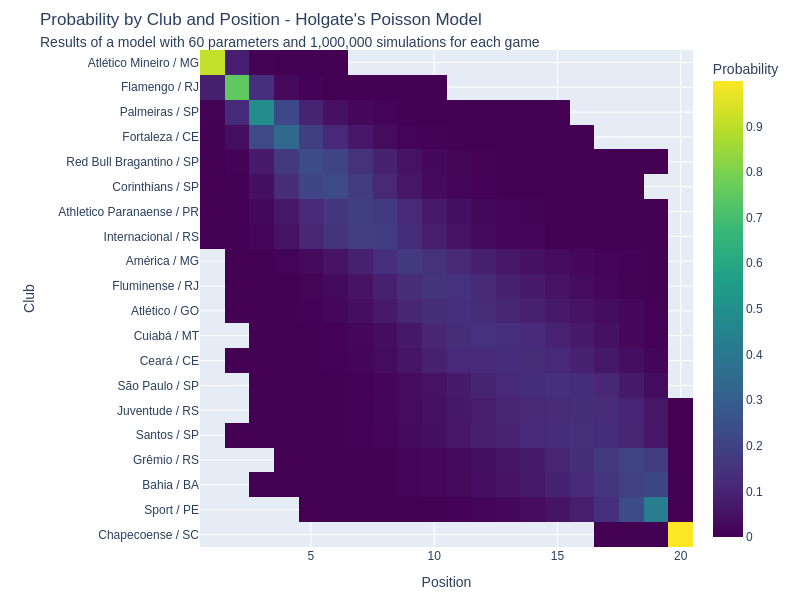 Probability by Club and Position - Holgate's Poisson Model
Results of a model with 60 parameters and 1,000,000 simulations for each game
Probability
Atlético Mineiro / MG
Flamengo / RJ
Palmeiras / SP
Fortaleza / CE
Red Bull Bragantino / SP
Corinthians / SP
Athletico Paranaense / PR
Internacional / RS
América / MG
Fluminense / RJ
Atlético / GO
Cuiabá / MT
Ceará / CE
São Paulo / SP
Juventude / RS
Santos / SP
Grêmio / RS
Bahia / BA
Sport / PE
Chapecoense / SC
Club
0.9
0.8
0.7
0.6
0.5
0.4
0.3
0.2
0.1
0
5
10
15
20
Position